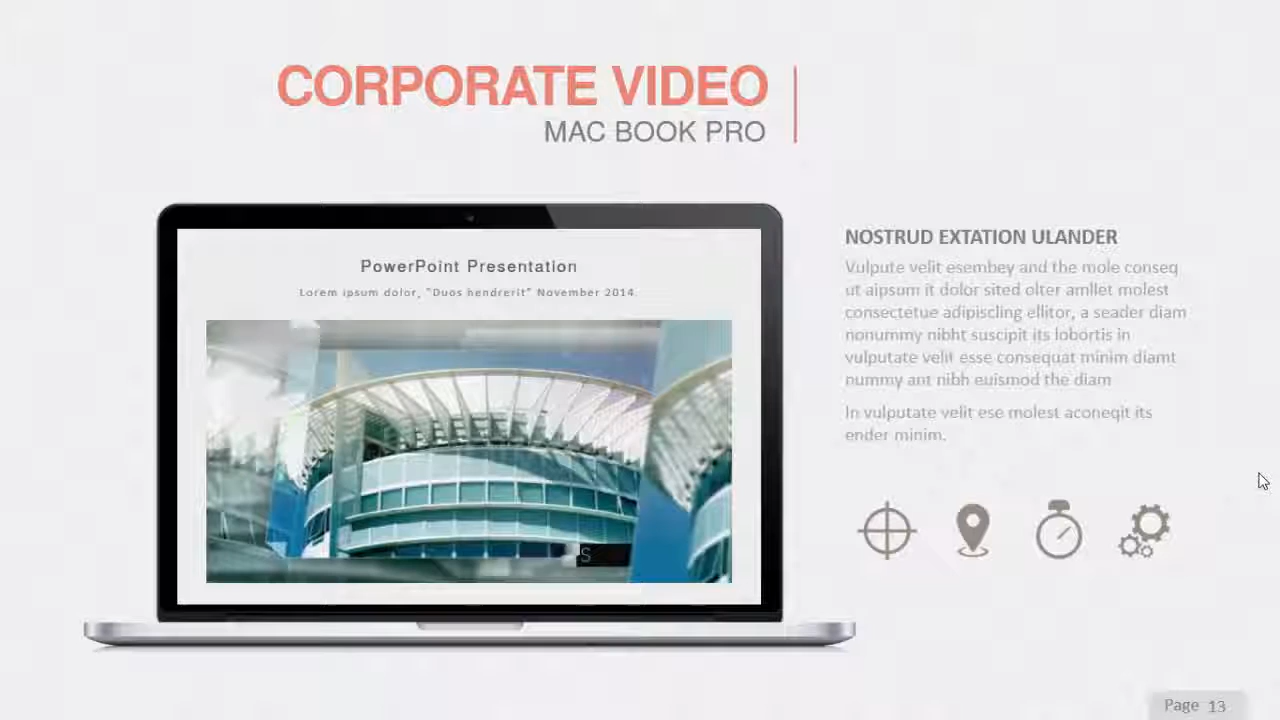 CORPORATE VIDEO
MAC BOOK PRO
PowerPoint Presentation
Lorem ipsum dolor, "Duos hendrerit" November 2014.
S
NOSTRUD EXTATION ULANDER
Vulpute velit esembey and the mole conseq
ut aipsum it dolor sited olter amllet molest
consectetue adipiscling ellitor, a seader diam
nonummy nibht suscipit its lobortis in
vulputate velit esse consequat minim diamt
nummy ant nibh euismod the diam
In vulputate velit ese molest aconeqit its
ender minim.
Page 13